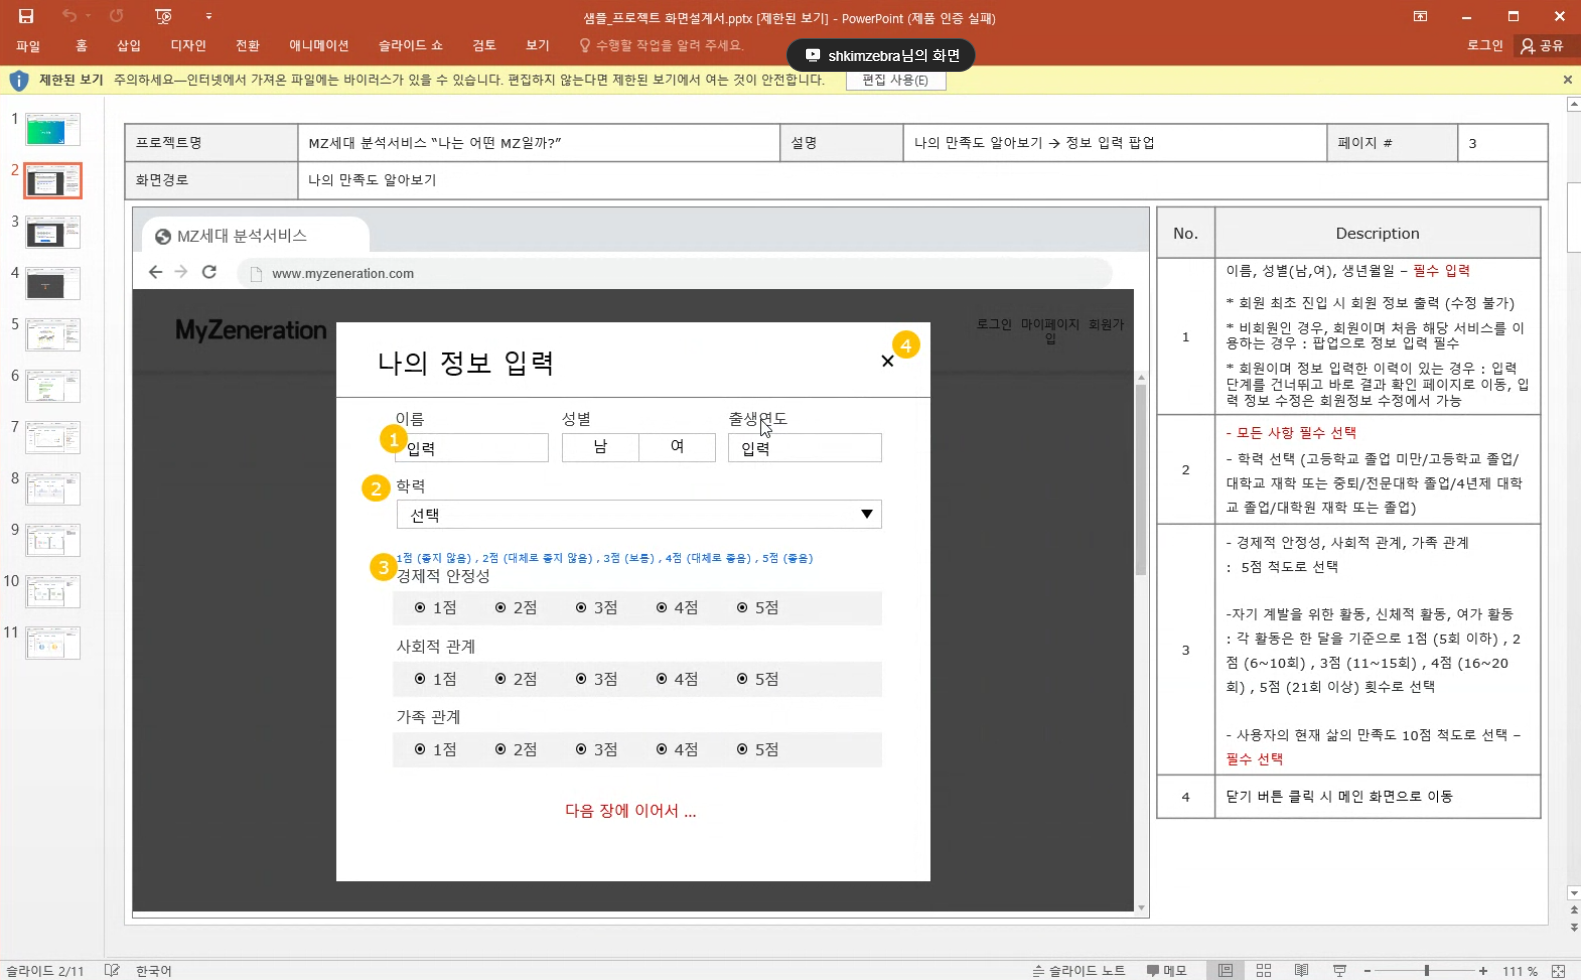 샘플_프로젝트 화면설계서.pptx [제한된 보기] - PowerPoint (제품 인증 실패)
파일 홈 삽입 디자인 전환 애니메이션 슬라이드 쇼 검토 보기 수행할 작업을 알려 주세요. 로그인 공유
shkimzebra님의 화면
제한된 보기 주의하세요—인터넷에서 가져온 파일에는 바이러스가 있을 수 있습니다. 편집하지 않는다면 제한된 보기에서 여는 것이 안전합니다. 편집 사용(E)
1
2
3
4
5
6
7
8
9
10
11
프로젝트명 MZ세대 분석서비스 “나는 어떤 MZ일까?” 설명 나의 만족도 알아보기 → 정보 입력 팝업 페이지 # 3
화면경로 나의 만족도 알아보기
MZ세대 분석서비스
www.myzeneration.com
MyZeneration
로그인 마이페이지 회원가
입
나의 정보 입력
× 4
이름 성별 출생연도
1 입력 남 여 입력
2 학력
선택
3 1점 (좋지 않음) , 2점 (대체로 좋지 않음) , 3점 (보통) , 4점 (대체로 좋음) , 5점 (좋음)
경제적 안정성
1점 2점 3점 4점 5점
사회적 관계
1점 2점 3점 4점 5점
가족 관계
1점 2점 3점 4점 5점
다음 장에 이어서 ...
No. Description
1
이름, 성별(남,여), 생년월일 – 필수 입력
* 회원 최초 진입 시 회원 정보 출력 (수정 불가)
* 비회원인 경우, 회원이며 처음 해당 서비스를 이
용하는 경우 : 팝업으로 정보 입력 필수
* 회원이며 정보 입력한 이력이 있는 경우 : 입력
단계를 건너뛰고 바로 결과 확인 페이지로 이동, 입
력 정보 수정은 회원정보 수정에서 가능
2
- 모든 사항 필수 선택
- 학력 선택 (고등학교 졸업 미만/고등학교 졸업/
대학교 재학 또는 중퇴/전문대학 졸업/4년제 대학
교 졸업/대학원 재학 또는 졸업)
3
- 경제적 안정성, 사회적 관계, 가족 관계
: 5점 척도로 선택
-자기 계발을 위한 활동, 신체적 활동, 여가 활동
: 각 활동은 한 달을 기준으로 1점 (5회 이하) , 2
점 (6~10회) , 3점 (11~15회) , 4점 (16~20
회) , 5점 (21회 이상) 횟수로 선택
- 사용자의 현재 삶의 만족도 10점 척도로 선택 –
필수 선택
4 닫기 버튼 클릭 시 메인 화면으로 이동
슬라이드 2/11 한국어 슬라이드 노트 메모 111 %